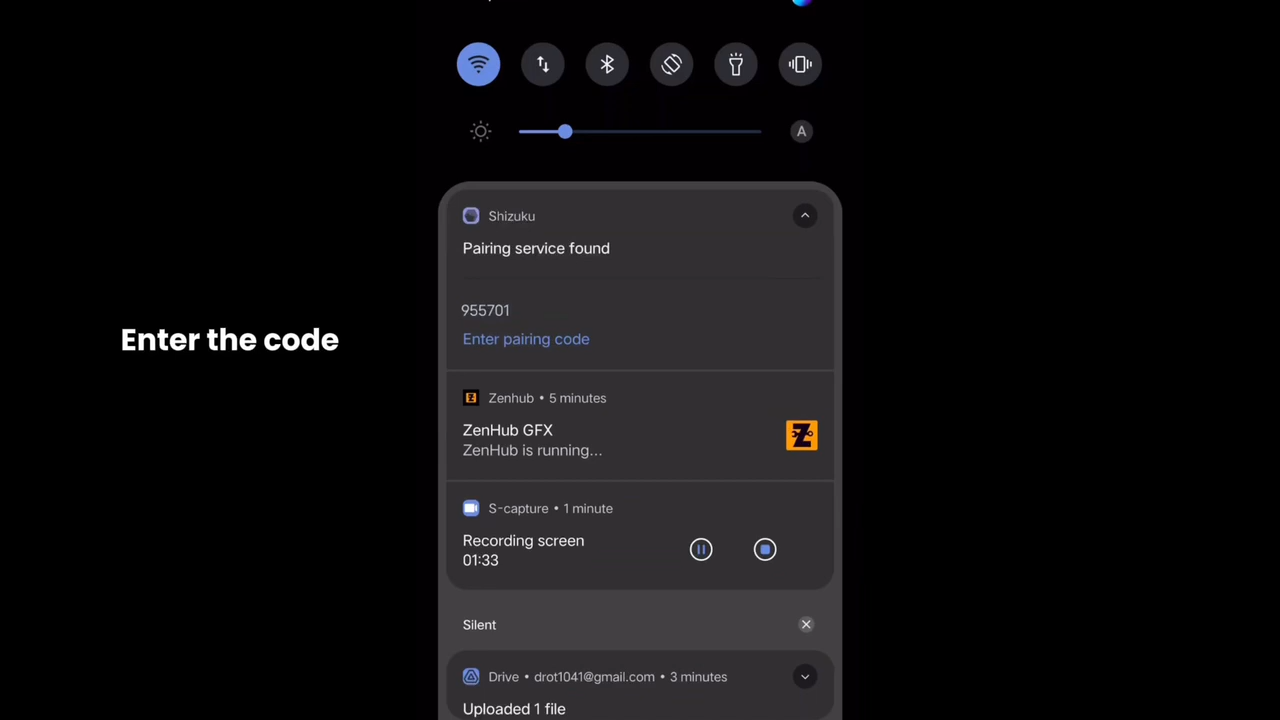 A
Shizuku
Pairing service found
955701
Enter the code
Enter pairing code
Zenhub • 5 minutes
ZenHub GFX
ZenHub is running...
S-capture • 1 minute
Recording screen
01:33
Silent
Drive • drot1041@gmail.com • 3 minutes
Uploaded 1 file